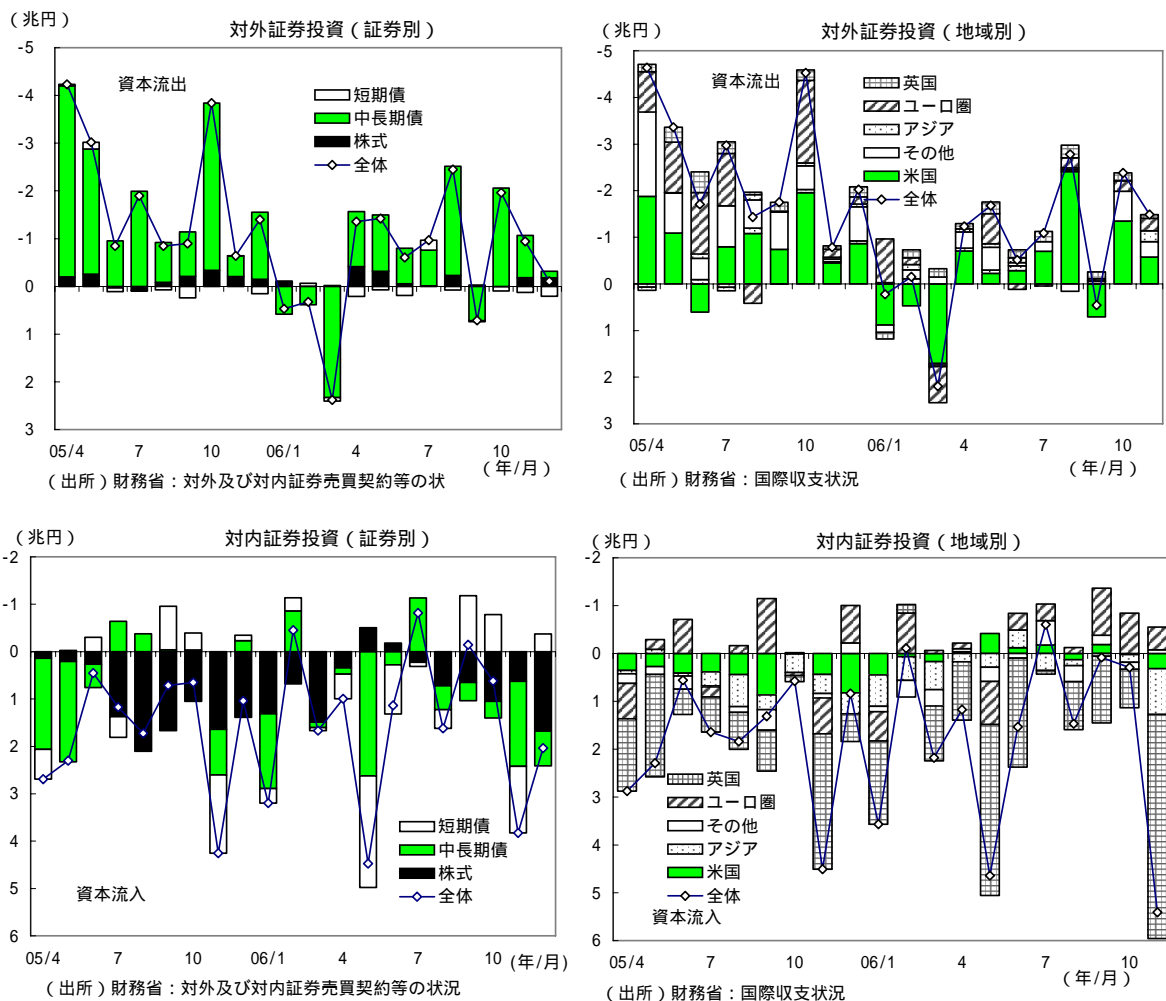 (兆円)
対外証券投資(証券別)
-5
-4
-3
-2
-1
0
1
2
3
資本流出
短期債
中長期債
株式
全体
05/4
7
10
06/1
4
7
10
(年/月)
(出所)財務省:対外及び対内証券売買契約等の状
(兆円)
対外証券投資(地域別)
-5
-4
-3
-2
-1
0
1
2
3
資本流出
英国
ユーロ圏
アジア
その他
米国
全体
05/4
7
10
06/1
4
7
10
(年/月)
(出所)財務省:国際収支状況
(兆円)
対内証券投資(証券別)
-2
-1
0
1
2
3
4
5
6
短期債
中長期債
株式
全体
資本流入
05/4
7
10
06/1
4
7
10
(年/月)
(出所)財務省:対外及び対内証券売買契約等の状況
(兆円)
対内証券投資(地域別)
-2
-1
0
1
2
3
4
5
6
英国
ユーロ圏
その他
アジア
米国
全体
資本流入
05/4
7
10
06/1
4
7
10
(年/月)
(出所)財務省:国際収支状況